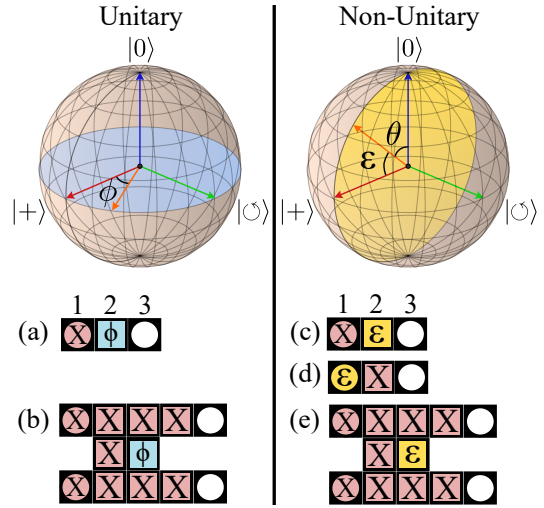 Unitary
Non-Unitary
|0⟩
|0⟩
θ
ε
ϕ
|+⟩
|↺⟩
|+⟩
|↺⟩
1 2 3
1 2 3
(a) X ϕ
(c) X ε
(d) ε X
(b) X X X X
X ϕ
X X X X
(e) X X X X
X ε
X X X X